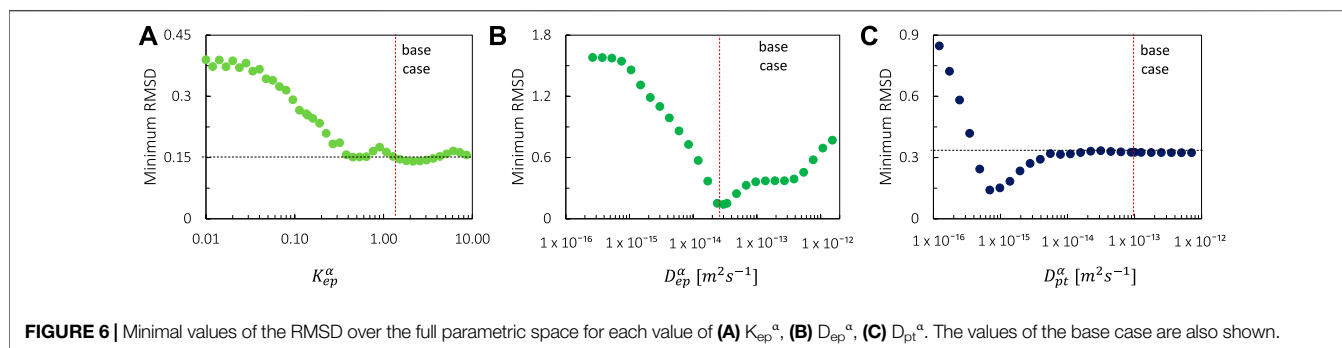 A
0.45
0.3
0.15
0
Minimum RMSD
base
case
0.01
0.10
1.00
10.00
K_ep^α
B
1.8
1.2
0.6
0
Minimum RMSD
base
case
1 x 10⁻¹⁶
1 x 10⁻¹⁵
1 x 10⁻¹⁴
1 x 10⁻¹³
1 x 10⁻¹²
D_ep^α [m²s⁻¹]
C
0.9
0.6
0.3
0
Minimum RMSD
base
case
1 x 10⁻¹⁶
1 x 10⁻¹⁵
1 x 10⁻¹⁴
1 x 10⁻¹³
1 x 10⁻¹²
D_pt^α [m²s⁻¹]
FIGURE 6 | Minimal values of the RMSD over the full parametric space for each value of (A) K_ep^α, (B) D_ep^α, (C) D_pt^α. The values of the base case are also shown.